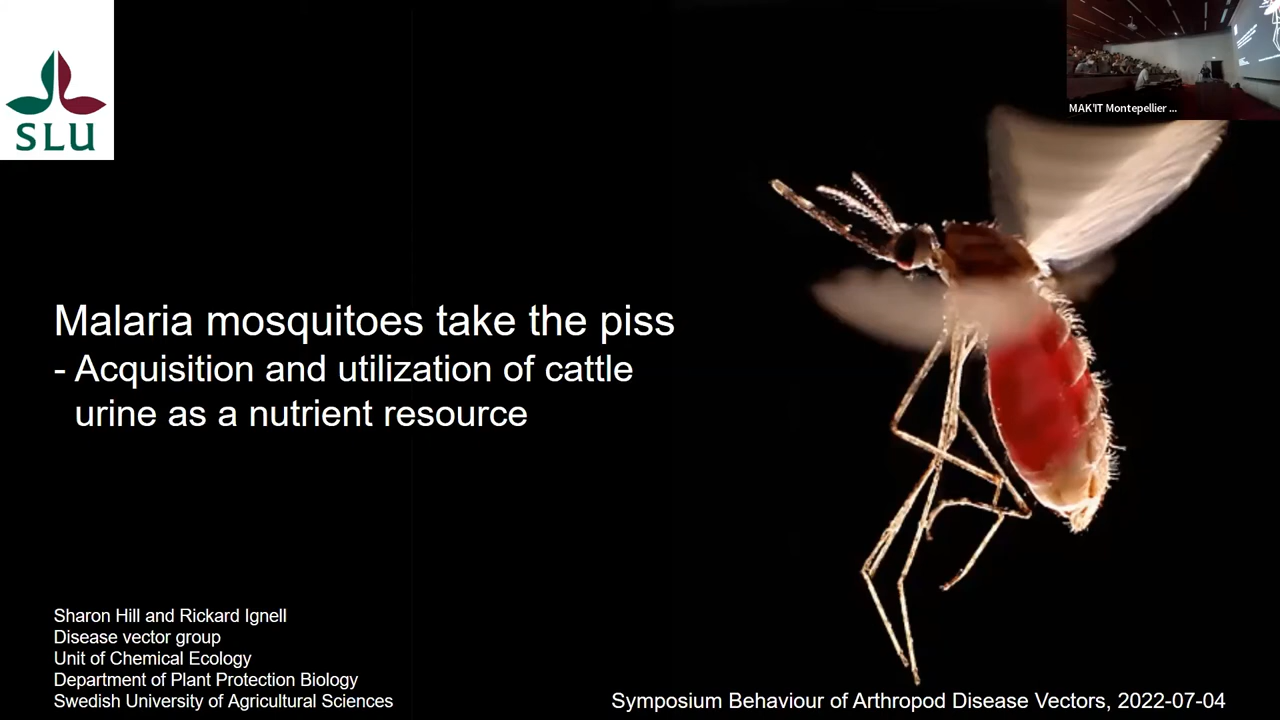 SLU
MAK'IT Montepellier ...
Malaria mosquitoes take the piss
- Acquisition and utilization of cattle
urine as a nutrient resource
Sharon Hill and Rickard Ignell
Disease vector group
Unit of Chemical Ecology
Department of Plant Protection Biology
Swedish University of Agricultural Sciences
Symposium Behaviour of Arthropod Disease Vectors, 2022-07-04